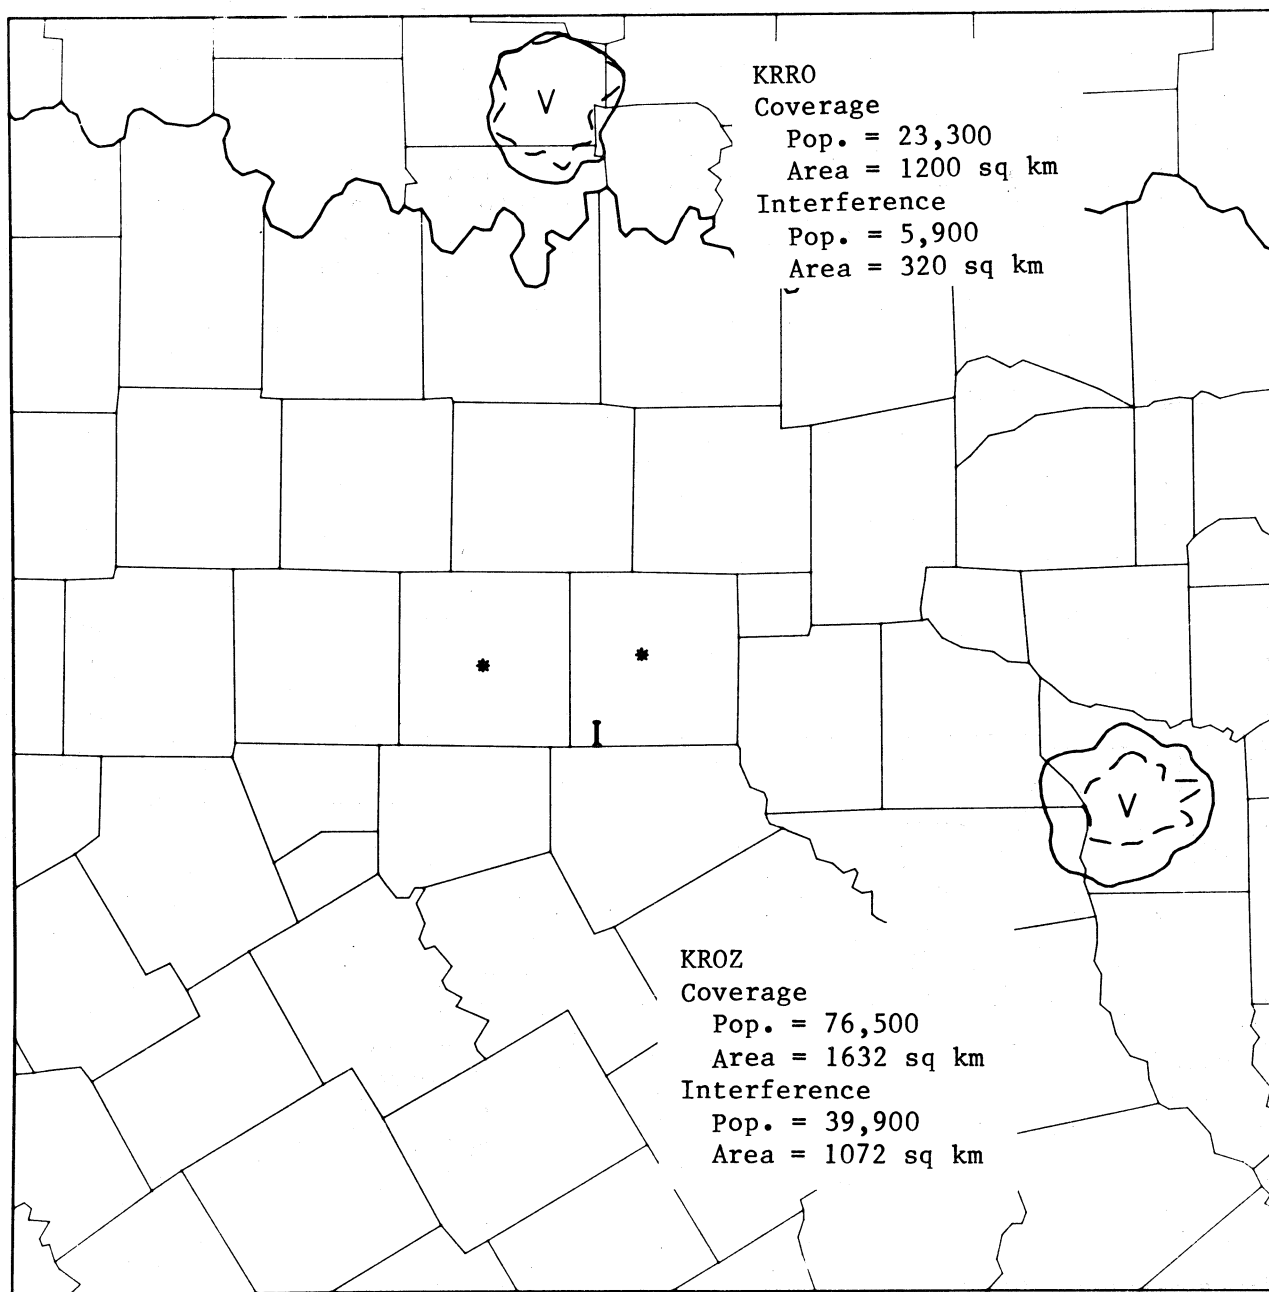 V
KRRO
Coverage
Pop. = 23,300
Area = 1200 sq km
Interference
Pop. = 5,900
Area = 320 sq km
*
*
I
V
KROZ
Coverage
Pop. = 76,500
Area = 1632 sq km
Interference
Pop. = 39,900
Area = 1072 sq km